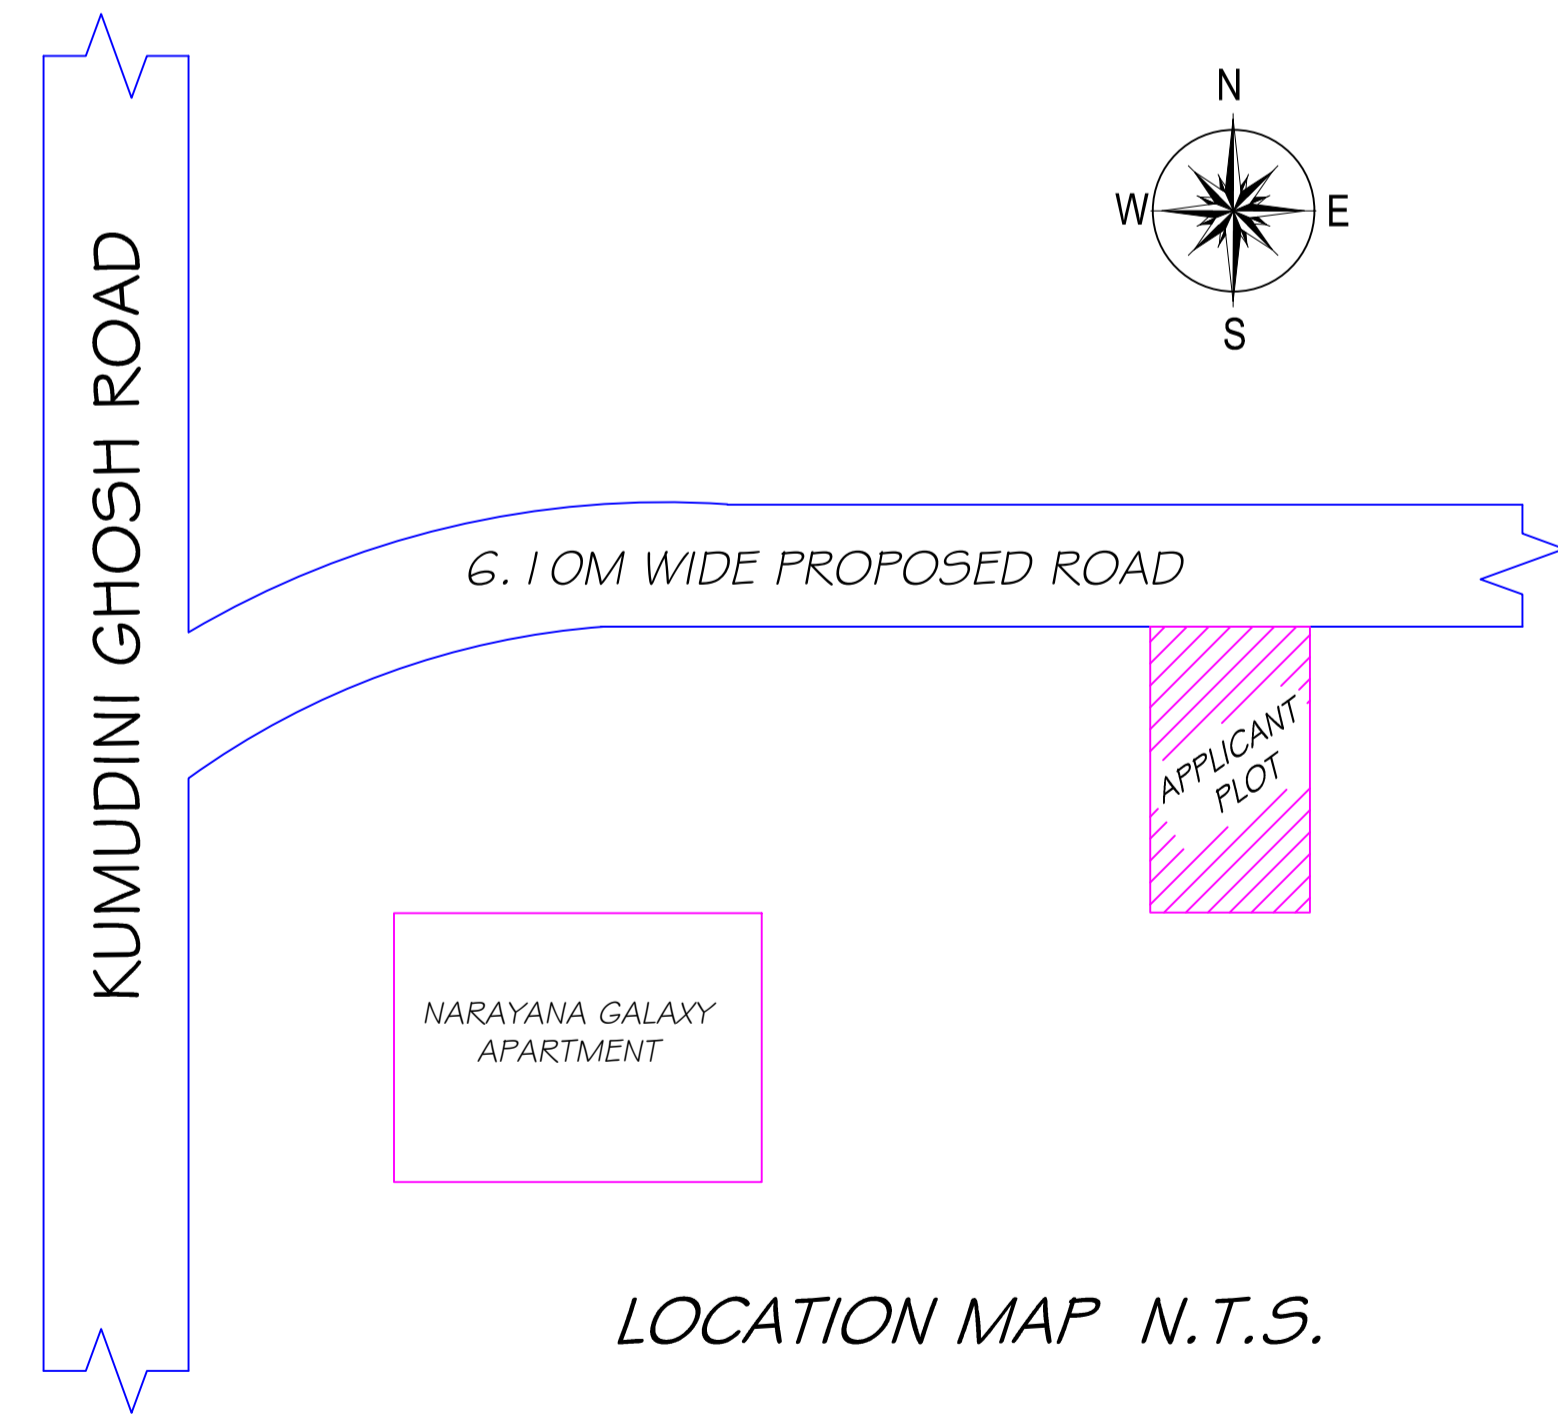 N
W
E
S
KUMUDINI GHOSH ROAD
6.10M WIDE PROPOSED ROAD
APPLICANT
PLOT
NARAYANA GALAXY
APARTMENT
LOCATION MAP N.T.S.